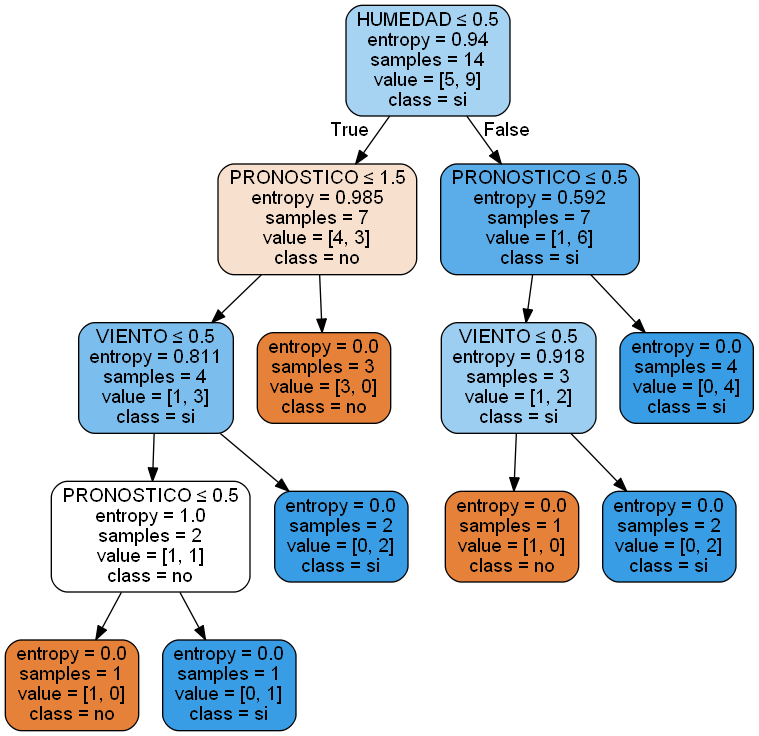 HUMEDAD ≤ 0.5
entropy = 0.94
samples = 14
value = [5, 9]
class = si
True
False
PRONOSTICO ≤ 1.5
entropy = 0.985
samples = 7
value = [4, 3]
class = no
PRONOSTICO ≤ 0.5
entropy = 0.592
samples = 7
value = [1, 6]
class = si
VIENTO ≤ 0.5
entropy = 0.811
samples = 4
value = [1, 3]
class = si
entropy = 0.0
samples = 3
value = [3, 0]
class = no
VIENTO ≤ 0.5
entropy = 0.918
samples = 3
value = [1, 2]
class = si
entropy = 0.0
samples = 4
value = [0, 4]
class = si
PRONOSTICO ≤ 0.5
entropy = 1.0
samples = 2
value = [1, 1]
class = no
entropy = 0.0
samples = 2
value = [0, 2]
class = si
entropy = 0.0
samples = 1
value = [1, 0]
class = no
entropy = 0.0
samples = 2
value = [0, 2]
class = si
entropy = 0.0
samples = 1
value = [1, 0]
class = no
entropy = 0.0
samples = 1
value = [0, 1]
class = si